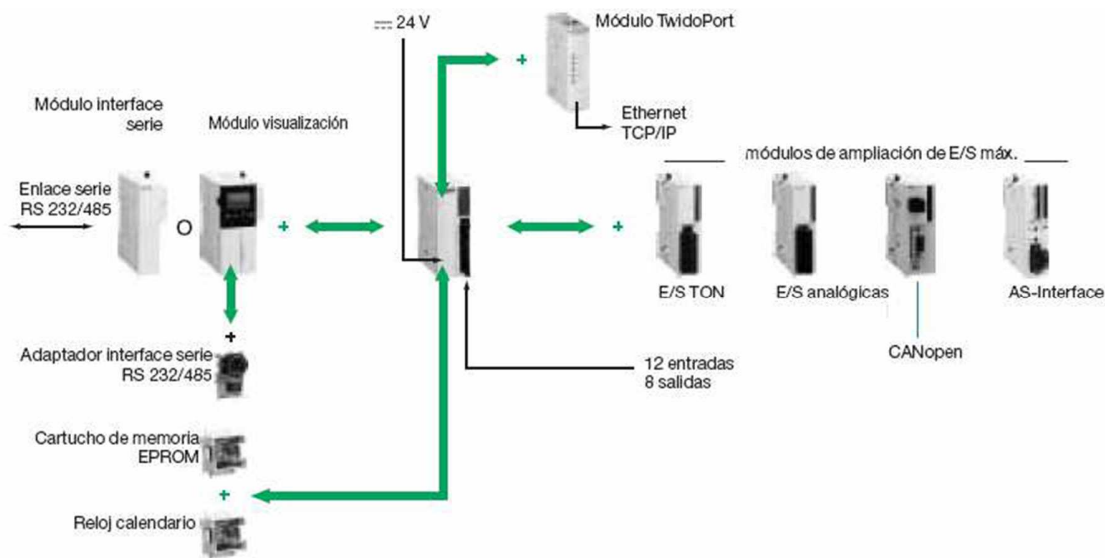 24 V
Módulo TwidoPort
+
Ethernet
TCP/IP
Módulo interface
serie
Módulo visualización
módulos de ampliación de E/S máx.
Enlace serie
RS 232/485
O
+
+
E/S TON
E/S analógicas
AS-Interface
CANopen
+
Adaptador interface serie
RS 232/485
12 entradas
8 salidas
Cartucho de memoria
EPROM
+
Reloj calendario